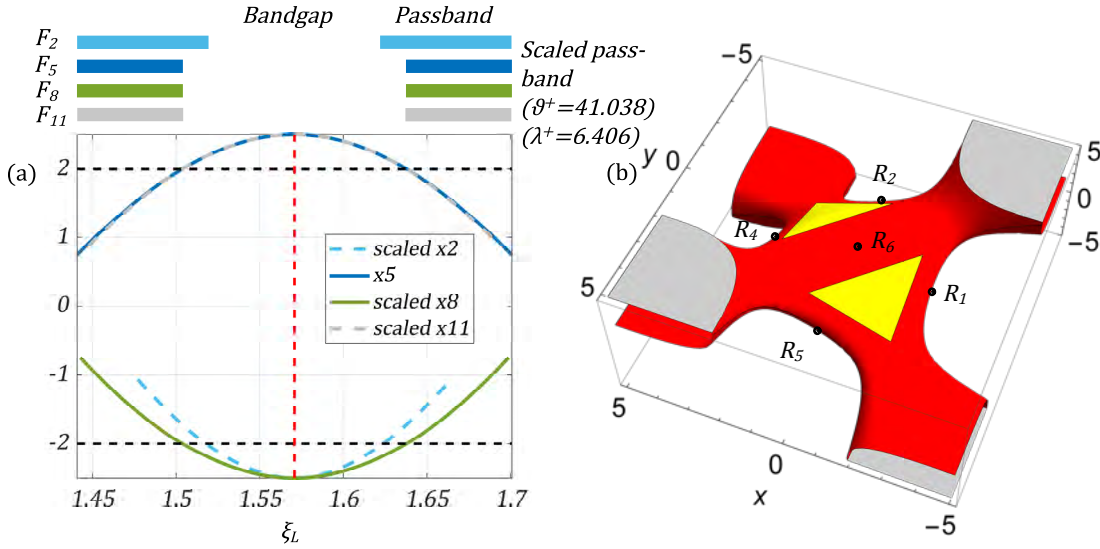 Bandgap Passband
F2
F5
F8
F11
Scaled pass-
band
(ϑ+=41.038)
(λ+=6.406)
(a)
2
1
0
-1
-2
scaled x2
x5
scaled x8
scaled x11
1.45 1.5 1.55 1.6 1.65 1.7
ξL
(b)
-5
y 0
5
5
0
-5
R2
R4
R6
R1
R5
5
0
x
-5